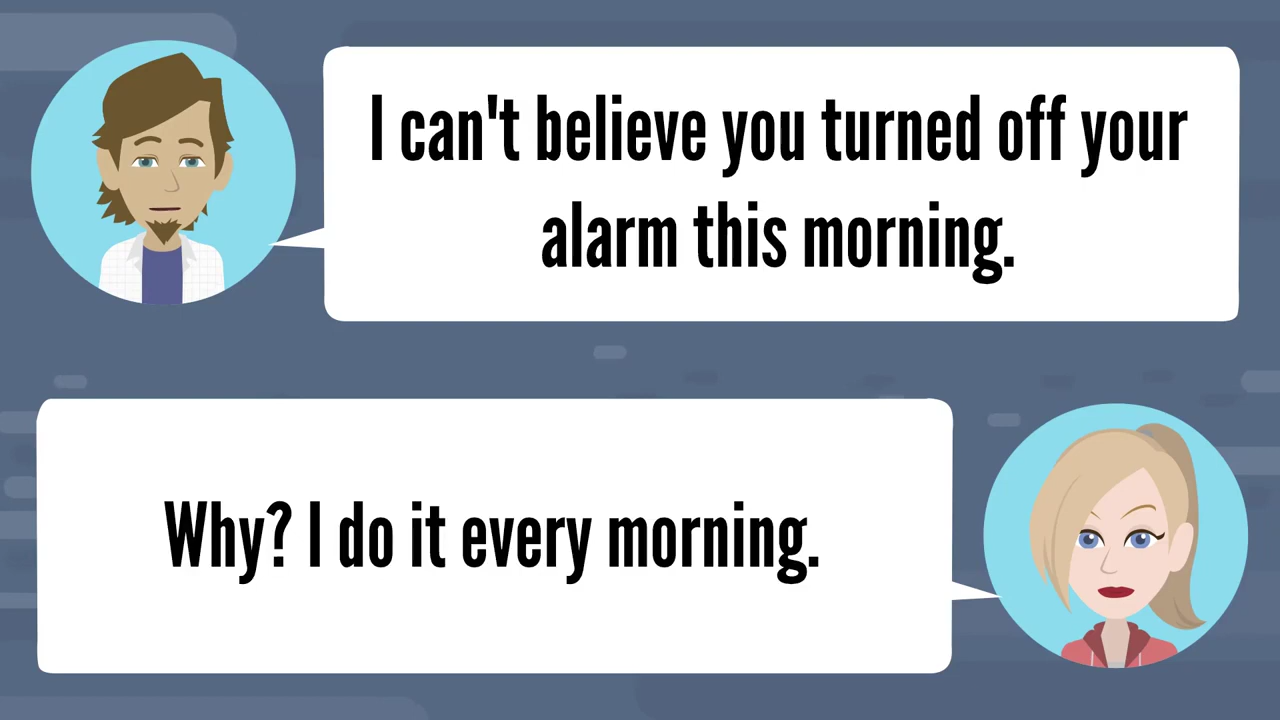 I can't believe you turned off your
alarm this morning.
Why? I do it every morning.